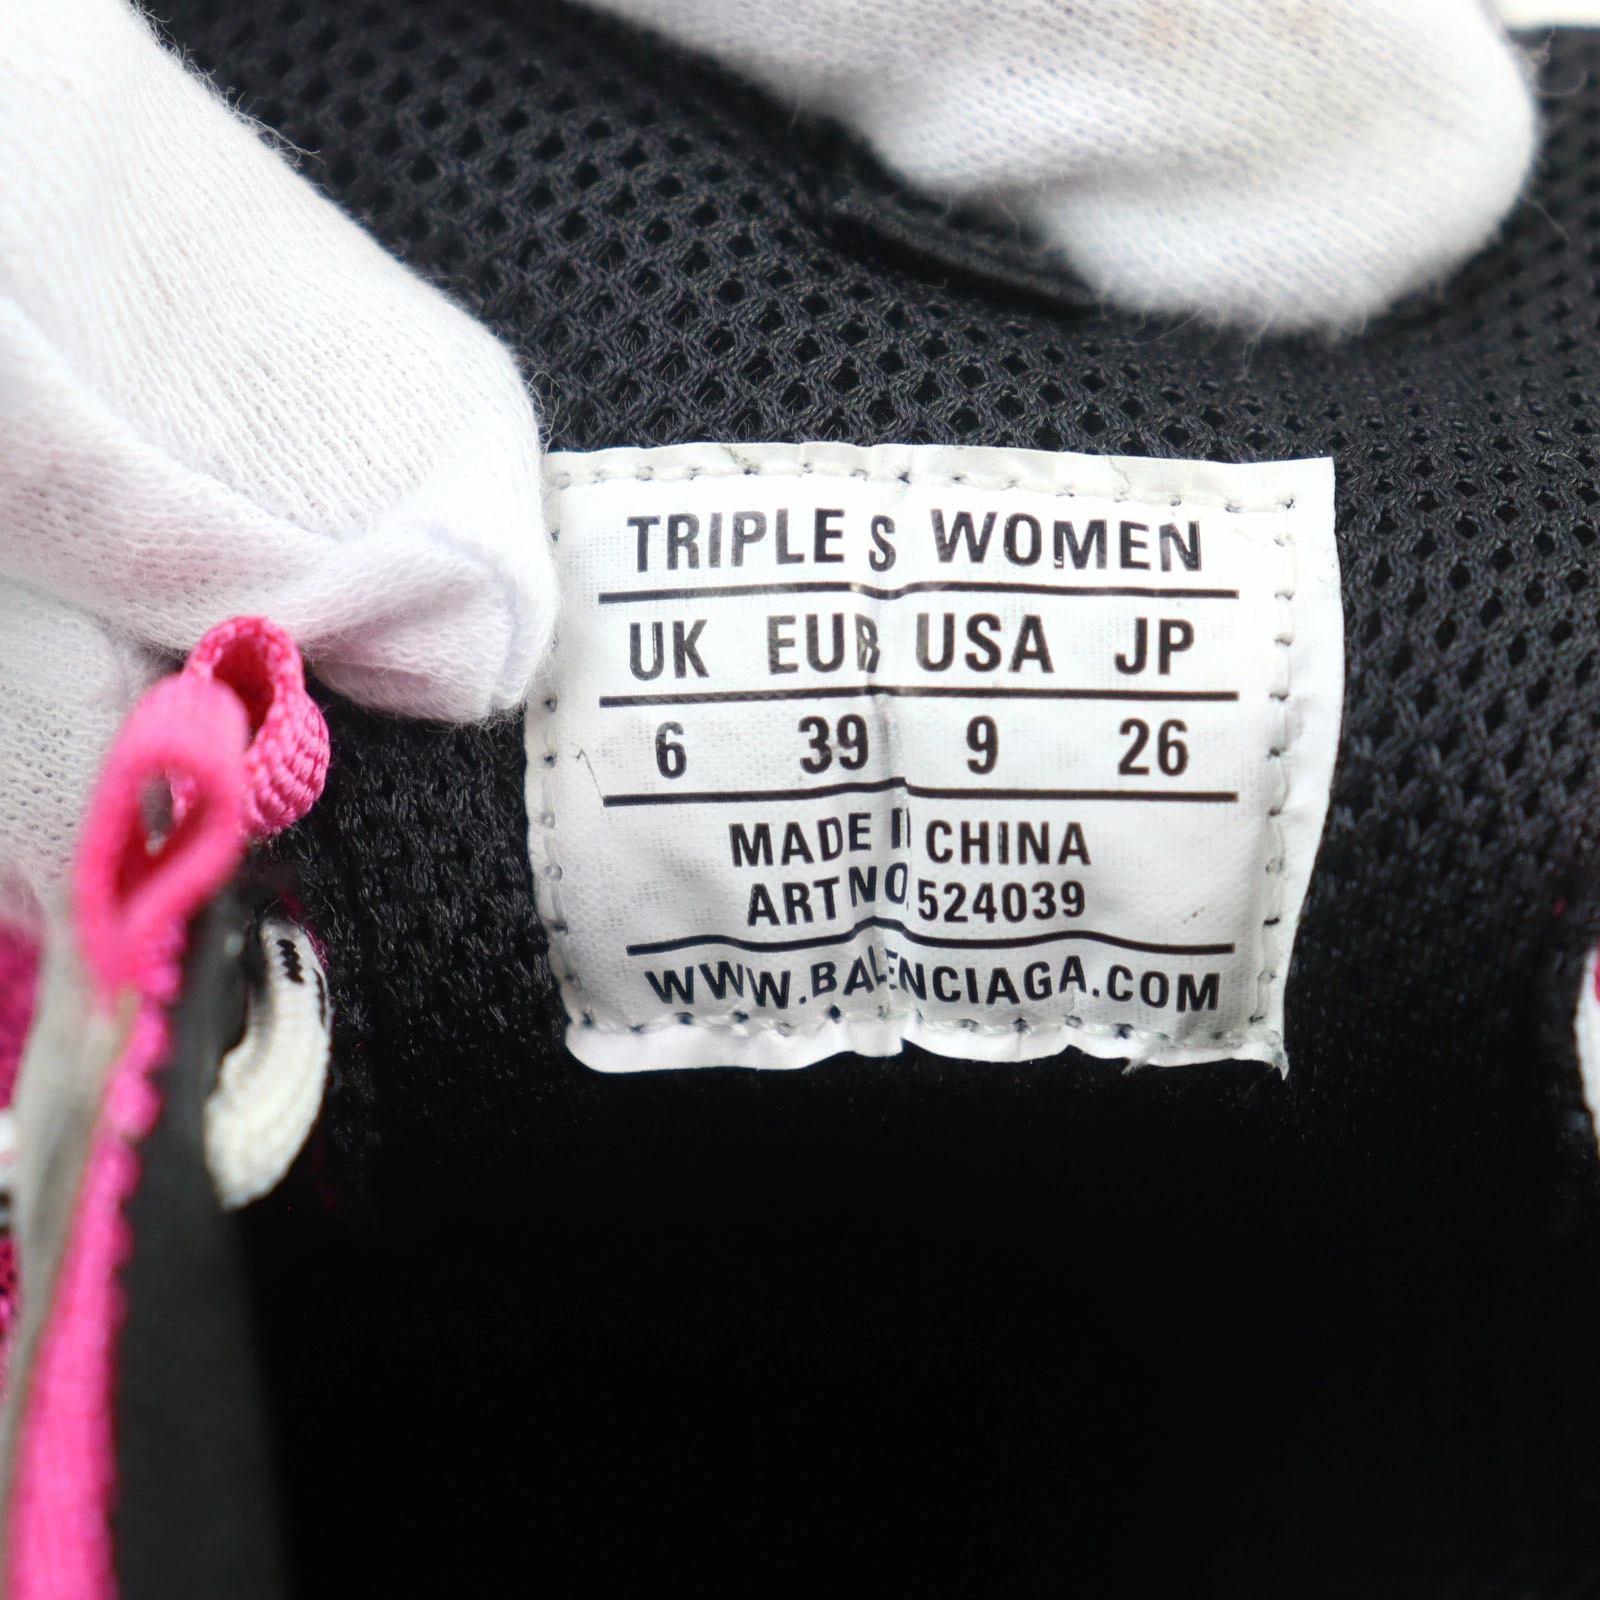 TRIPLE S WOMEN
UK EUR USA JP
6 39 9 26
MADE IN CHINA
ART NO. 524039
WWW.BALENCIAGA.COM